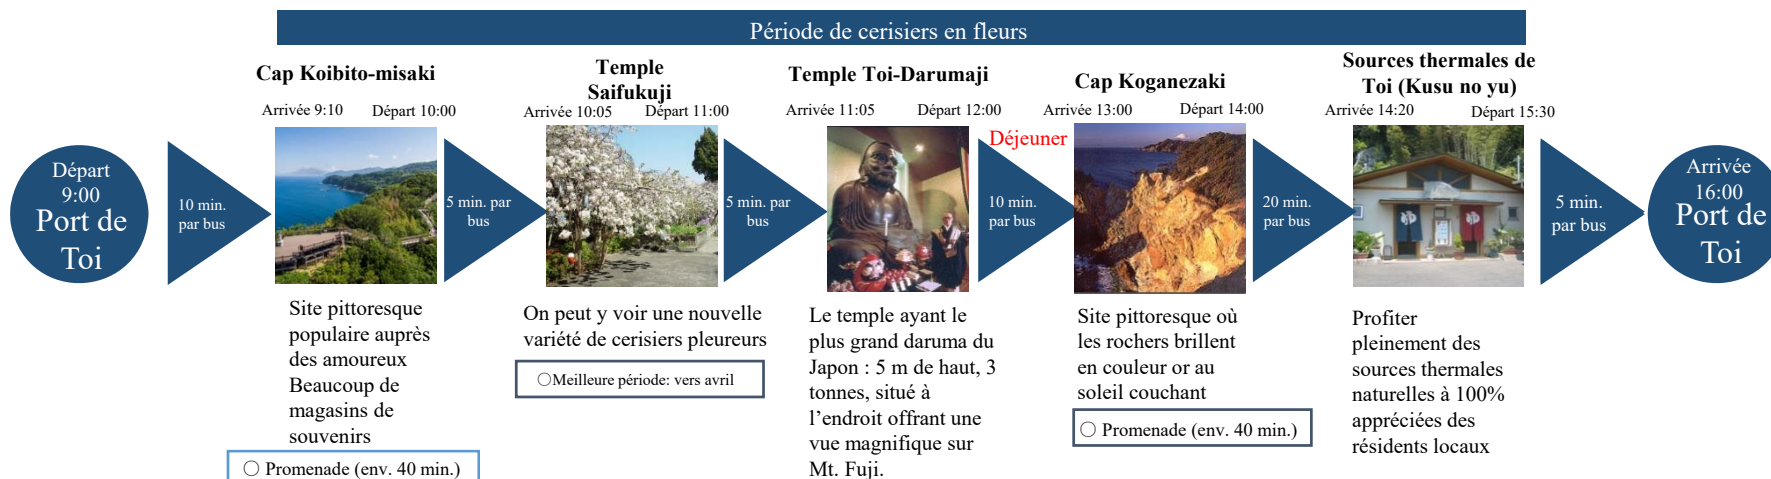 Période de cerisiers en fleurs
Départ
9:00
Port de
Toi
10 min.
par bus
Cap Koibito-misaki
Arrivée 9:10 Départ 10:00
Site pittoresque
populaire auprès
des amoureux
Beaucoup de
magasins de
souvenirs
○ Promenade (env. 40 min.)
5 min. par
bus
Temple
Saifukuji
Arrivée 10:05 Départ 11:00
On peut y voir une nouvelle
variété de cerisiers pleureurs
○Meilleure période: vers avril
5 min. par
bus
Temple Toi-Darumaji
Arrivée 11:05 Départ 12:00
Le temple ayant le
plus grand daruma du
Japon : 5 m de haut, 3
tonnes, situé à
l’endroit offrant une
vue magnifique sur
Mt. Fuji.
Déjeuner
10 min.
par bus
Cap Koganezaki
Arrivée 13:00 Départ 14:00
Site pittoresque où
les rochers brillent
en couleur or au
soleil couchant
○ Promenade (env. 40 min.)
20 min.
par bus
Sources thermales de
Toi (Kusu no yu)
Arrivée 14:20 Départ 15:30
Profiter
pleinement des
sources thermales
naturelles à 100%
appréciées des
résidents locaux
5 min.
par bus
Arrivée
16:00
Port de
Toi